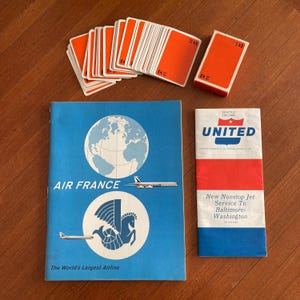 AIR FRANCE
The World's Largest Airline
UNITED
New Nonstop Jet
Service To
Baltimore-
Washington